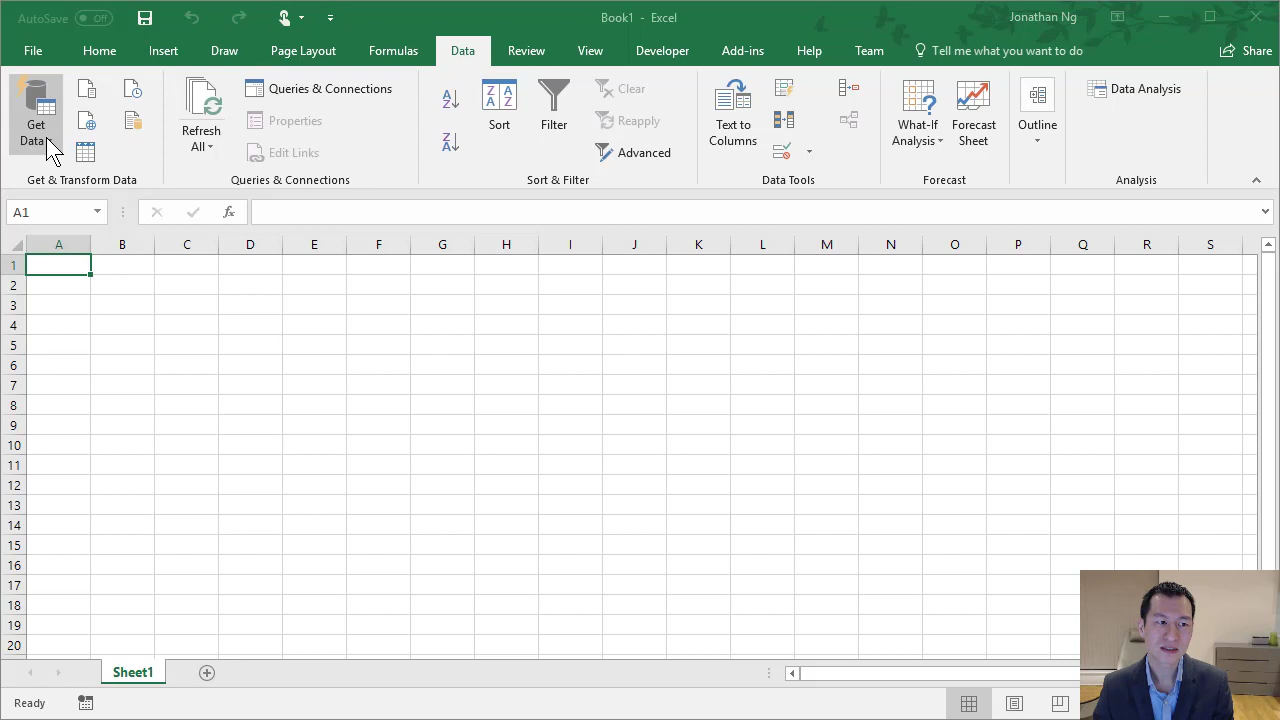 AutoSave Off Book1 - Excel Jonathan Ng
File Home Insert Draw Page Layout Formulas Data Review View Developer Add-ins Help Team Tell me what you want to do Share
Get Data
Refresh All
Queries & Connections
Properties
Edit Links
Sort
Filter
Clear
Reapply
Advanced
Text to Columns
What-If Analysis
Forecast Sheet
Outline
Data Analysis
Get & Transform Data Queries & Connections Sort & Filter Data Tools Forecast Analysis
A1 fx
A B C D E F G H I J K L M N O P Q R S
1
2
3
4
5
6
7
8
9
10
11
12
13
14
15
16
17
18
19
20
Sheet1
Ready